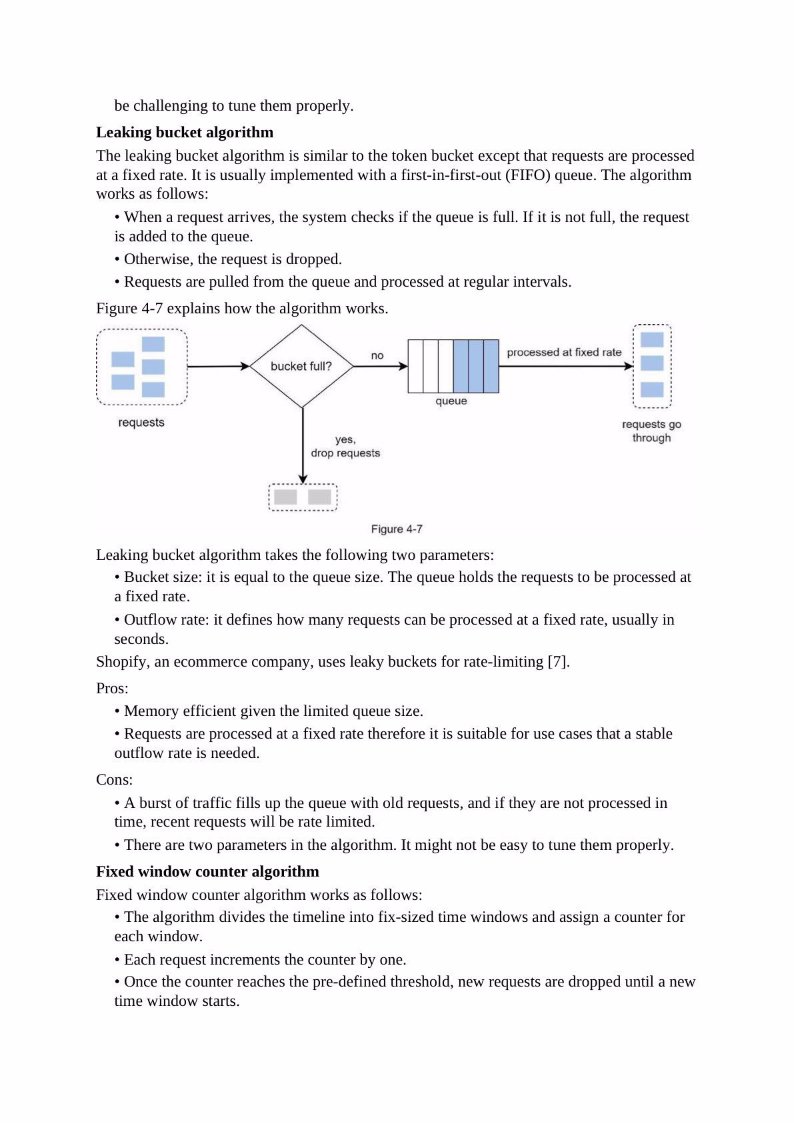 be challenging to tune them properly.
Leaking bucket algorithm
The leaking bucket algorithm is similar to the token bucket except that requests are processed
at a fixed rate. It is usually implemented with a first-in-first-out (FIFO) queue. The algorithm
works as follows:
• When a request arrives, the system checks if the queue is full. If it is not full, the request
is added to the queue.
• Otherwise, the request is dropped.
• Requests are pulled from the queue and processed at regular intervals.
Figure 4-7 explains how the algorithm works.
requests
bucket full?
no
queue
processed at fixed rate
requests go
through
yes,
drop requests
Figure 4-7
Leaking bucket algorithm takes the following two parameters:
• Bucket size: it is equal to the queue size. The queue holds the requests to be processed at
a fixed rate.
• Outflow rate: it defines how many requests can be processed at a fixed rate, usually in
seconds.
Shopify, an ecommerce company, uses leaky buckets for rate-limiting [7].
Pros:
• Memory efficient given the limited queue size.
• Requests are processed at a fixed rate therefore it is suitable for use cases that a stable
outflow rate is needed.
Cons:
• A burst of traffic fills up the queue with old requests, and if they are not processed in
time, recent requests will be rate limited.
• There are two parameters in the algorithm. It might not be easy to tune them properly.
Fixed window counter algorithm
Fixed window counter algorithm works as follows:
• The algorithm divides the timeline into fix-sized time windows and assign a counter for
each window.
• Each request increments the counter by one.
• Once the counter reaches the pre-defined threshold, new requests are dropped until a new
time window starts.